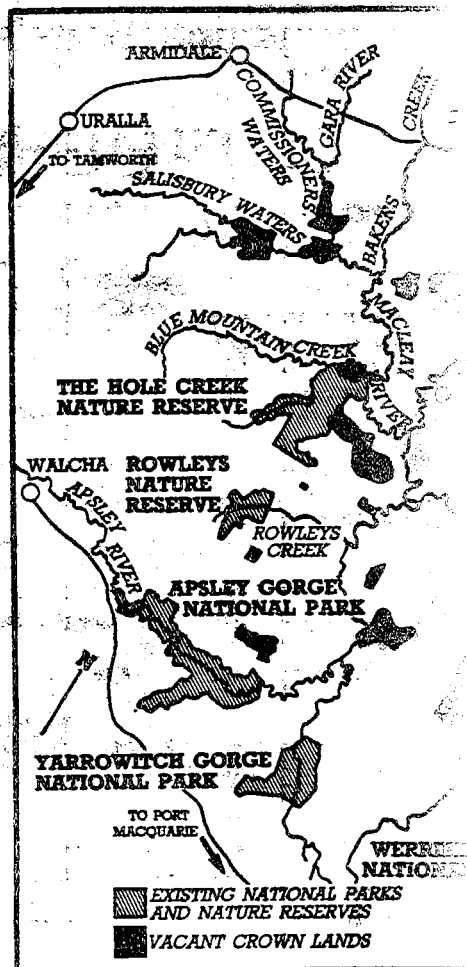 ARMIDALE
URALLA
TO TAMWORTH
COMMISSIONERS,
WATERS
GARA RIVER
CREEK
BAKENS
SALISBURY WATERS
MACLEAY
RIVER
BLUE MOUNTAIN CREEK
THE HOLE CREEK
NATURE RESERVE
WALCHA
APSLEY
RIVER
ROWLEYS
NATURE
RESERVE
ROWLEYS
CREEK
APSLEY GORGE
NATIONAL PARK
N
YARROWITCH GORGE
NATIONAL PARK
TO PORT
MACQUARIE
WERRI
NATION
EXISTING NATIONAL PARKS
AND NATURE RESERVES
VACANT CROWN LANDS